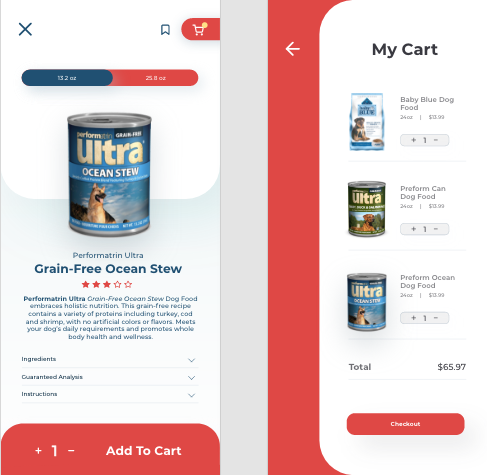 13.2 oz
25.8 oz
performatrin
GRAIN-FREE
ultra
OCEAN STEW
Performatrin Ultra
Grain-Free Ocean Stew
Performatrin Ultra Grain-Free Ocean Stew Dog Food
embraces holistic nutrition. This grain-free recipe
contains a variety of proteins including turkey, cod
and shrimp, with no artificial colors or flavors. Meets
your dog's daily requirements and promotes whole
body health and wellness.
Ingredients
Guaranteed Analysis
Instructions
+ 1 −
Add To Cart
My Cart
BLUE
Baby Blue Dog
Food
24oz | $13.99
+ 1 −
ultra
Preform Can
Dog Food
24oz | $13.99
+ 1 −
ultra
OCEAN STEW
Preform Ocean
Dog Food
24oz | $13.99
+ 1 −
Total $65.97
Checkout